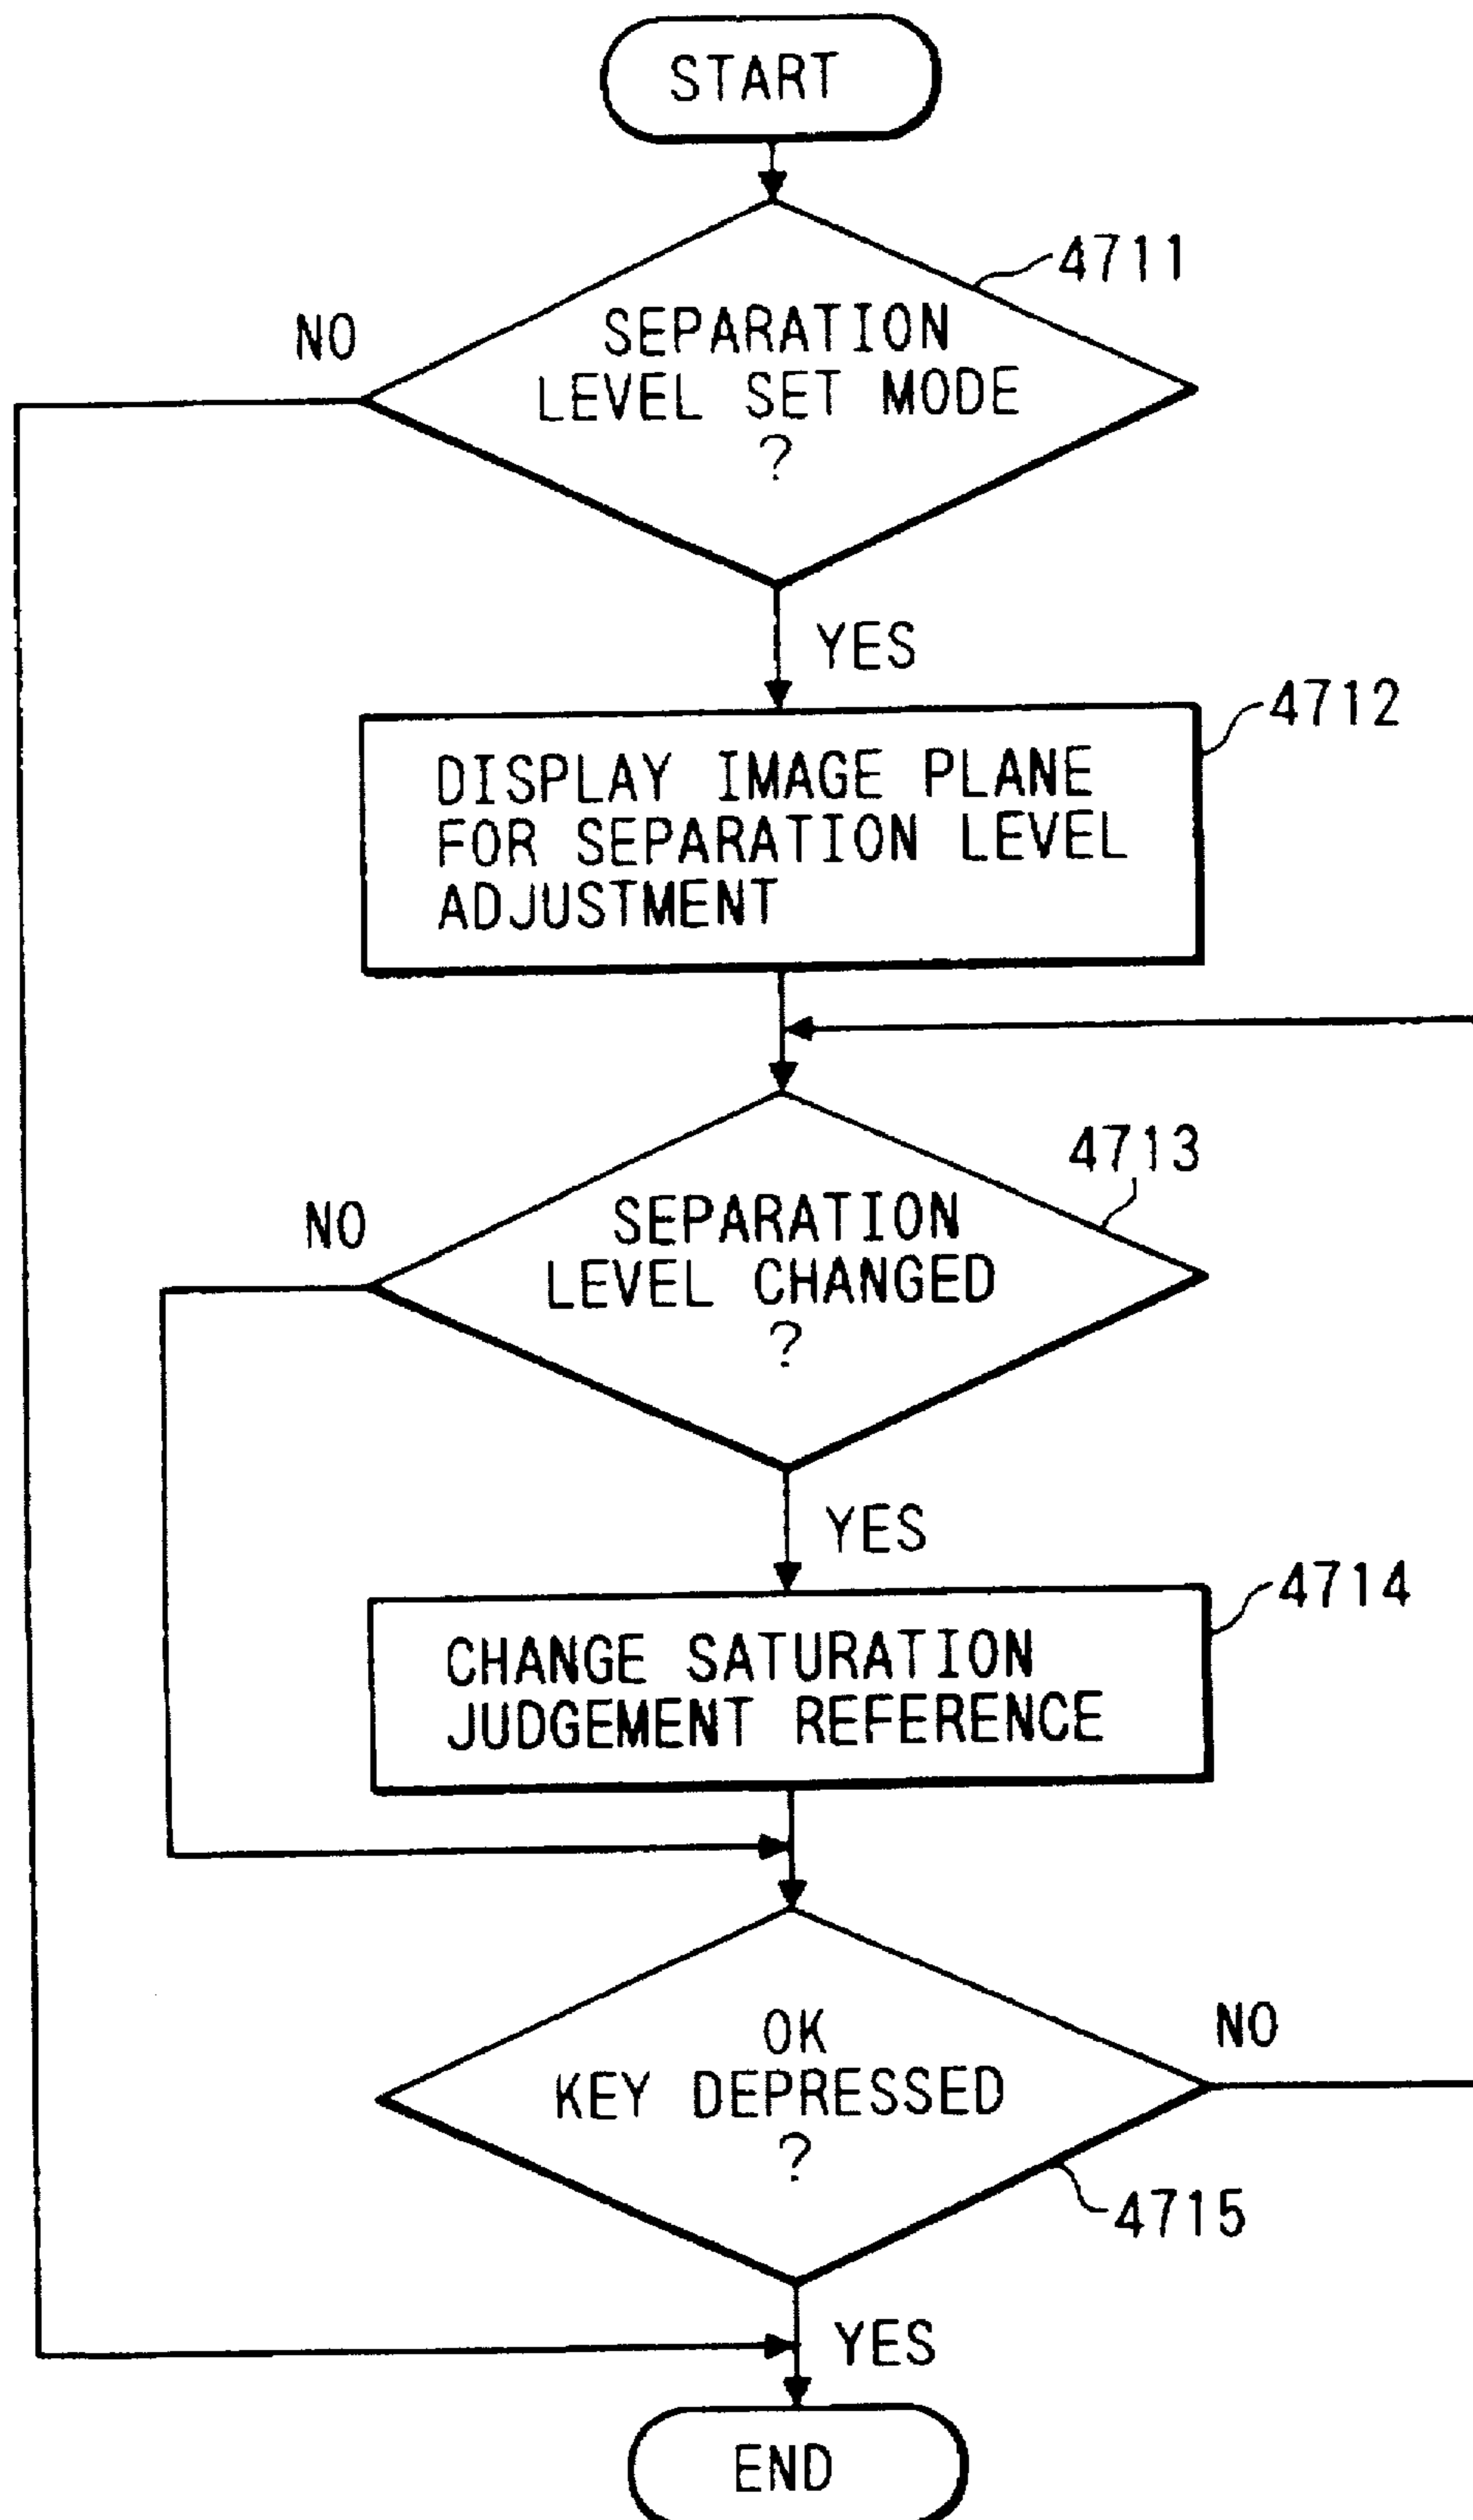 START
4711
NO
SEPARATION
LEVEL SET MODE
?
YES
4712
DISPLAY IMAGE PLANE
FOR SEPARATION LEVEL
ADJUSTMENT
4713
NO
SEPARATION
LEVEL CHANGED
?
YES
4714
CHANGE SATURATION
JUDGEMENT REFERENCE
OK
NO
KEY DEPRESSED
?
4715
YES
END